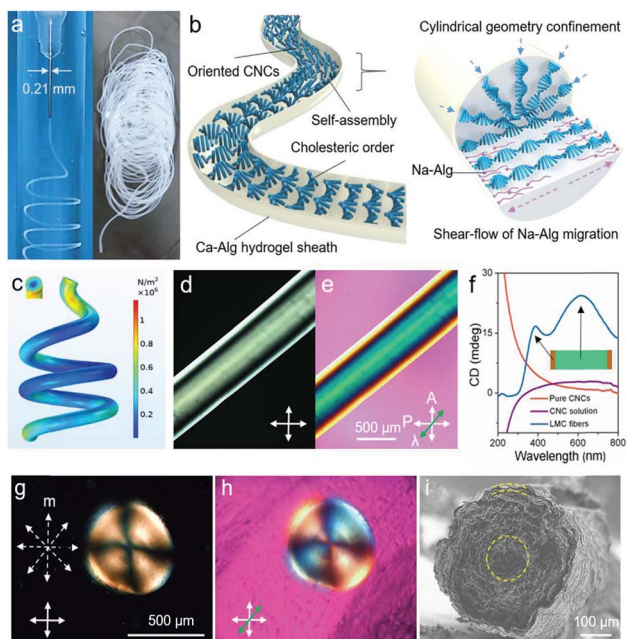 a
0.21 mm
b
Oriented CNCs
Self-assembly
Cholesteric order
Ca-Alg hydrogel sheath
Cylindrical geometry confinement
Na-Alg
Shear-flow of Na-Alg migration
c
N/m²
×10⁶
1
0.8
0.6
0.4
0.2
d
e
A
P
λ
500 μm
f
CD (mdeg)
30
15
0
Pure CNCs
CNC solution
LMC fibers
200 400 600 800
Wavelength (nm)
g
m
500 μm
h
i
100 μm